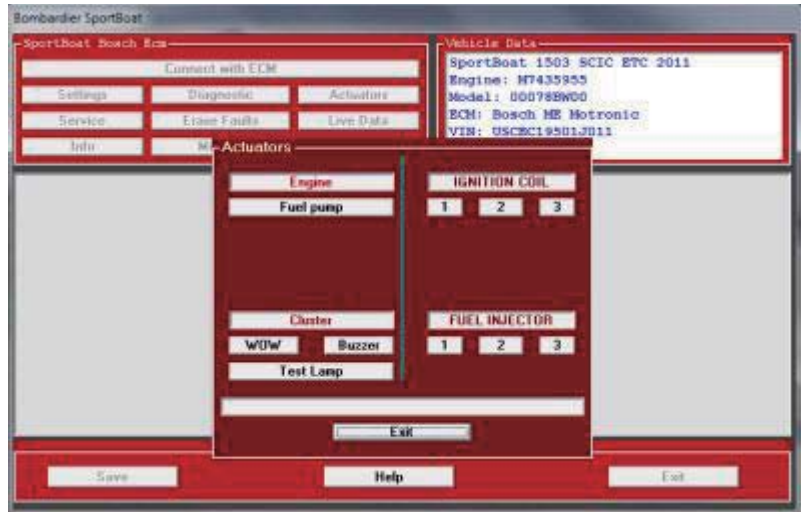 Bombardier SportBoat
SportBoat Bosch Ecm
Connect with ECM
Settings Diagnostic Actuators
Service Erase Faults Live Data
Info
Vehicle Data
SportBoat 1503 SCIC ETC 2011
Engine: M7435955
Model: 00078BW00
ECM: Bosch ME Motronic
VIN: USCEC19501J011
Actuators
Engine
Fuel pump
IGNITION COIL
1 2 3
Cluster
WOW Buzzer
Test Lamp
FUEL INJECTOR
1 2 3
Exit
Save Help Exit